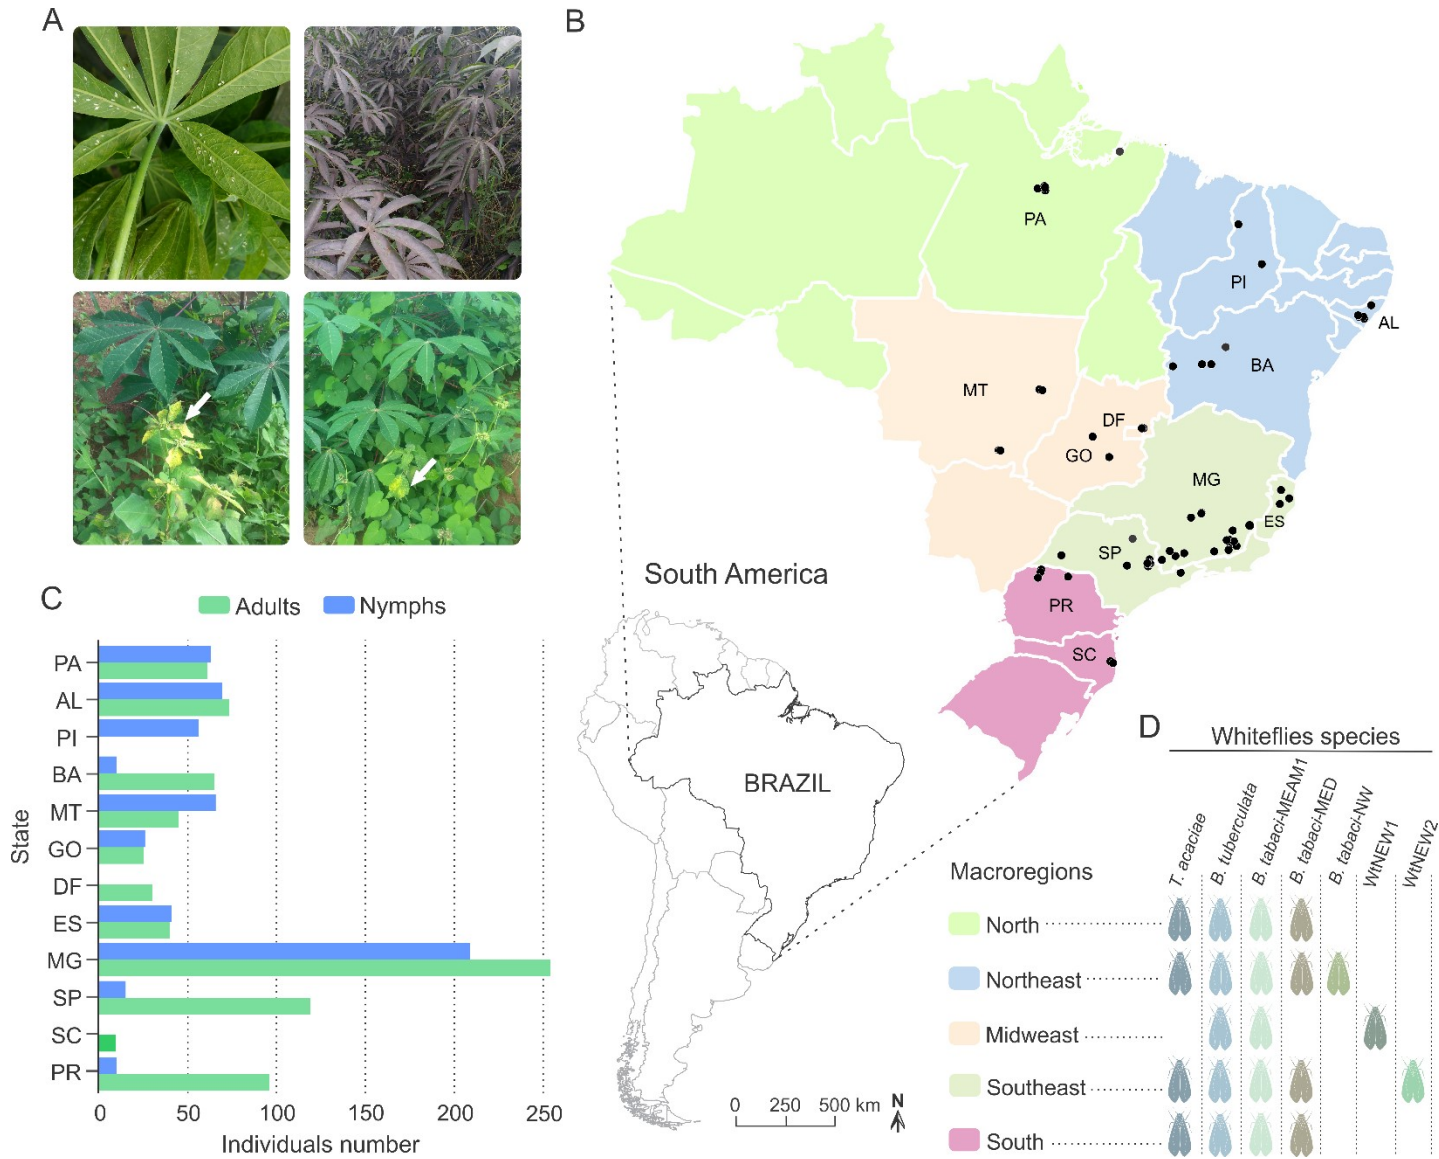 A
B
PA
PI
AL
BA
MT
DF
GO
MG
ES
SP
PR
SC
South America
BRAZIL
0 250 500 km
N
C
Adults Nymphs
State
PA
AL
PI
BA
MT
GO
DF
ES
MG
SP
SC
PR
0 50 100 150 200 250
Individuals number
D
Whiteflies species
T. acaciae
B. tuberculata
B. tabaci-MEAM1
B. tabaci-MED
B. tabaci-NW
WtNEW1
WtNEW2
Macroregions
North
Northeast
Midweast
Southeast
South